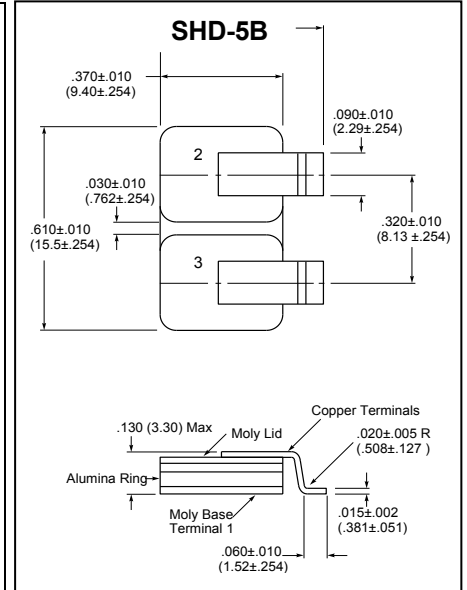 SHD-5B
.370±.010
(9.40±.254)
.090±.010
(2.29±.254)
2
.030±.010
(.762±.254)
.610±.010
(15.5±.254)
.320±.010
(8.13 ±.254)
3
Copper Terminals
.130 (3.30) Max
Moly Lid
.020±.005 R
(.508±.127 )
Alumina Ring
Moly Base
Terminal 1
.015±.002
(.381±.051)
.060±.010
(1.52±.254)